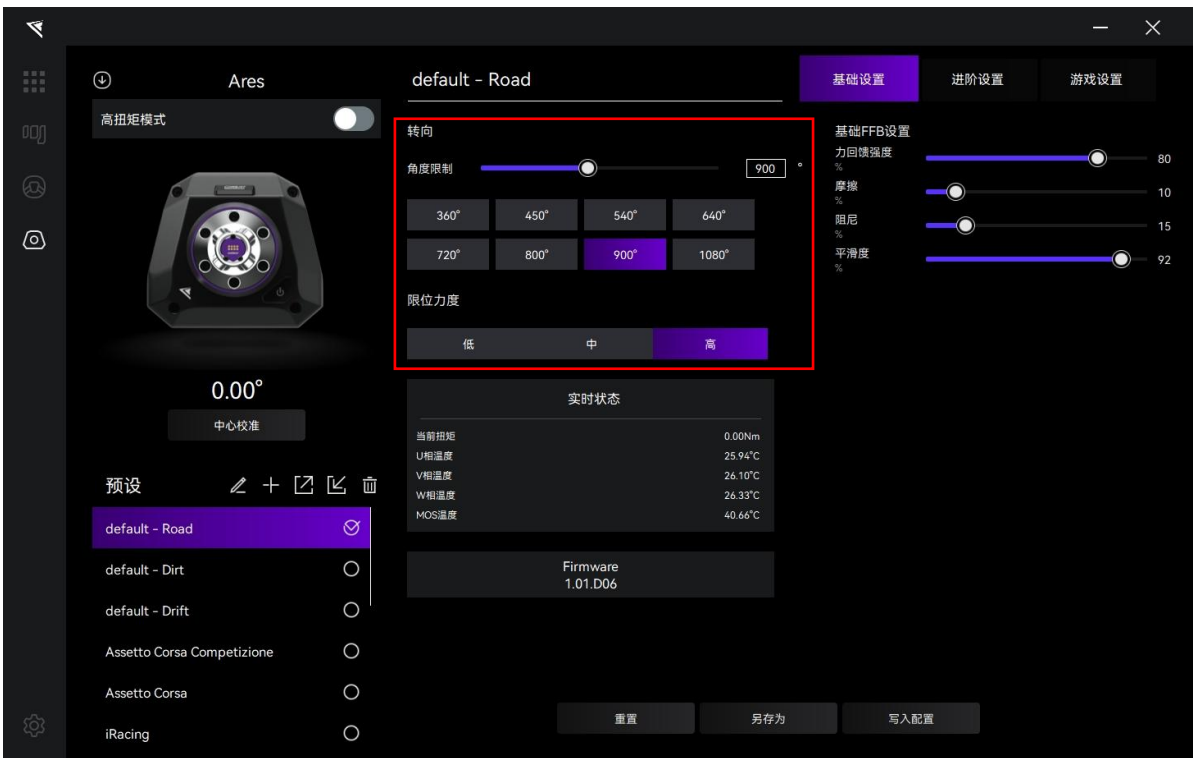 Ares
高扭矩模式
0.00°
中心校准
预设
default - Road
default - Dirt
default - Drift
Assetto Corsa Competizione
Assetto Corsa
iRacing
default - Road
转向
角度限制 900 °
360° 450° 540° 640°
720° 800° 900° 1080°
限位力度
低 中 高
实时状态
当前扭矩 0.00Nm
U相温度 25.94°C
V相温度 26.10°C
W相温度 26.33°C
MOS温度 40.66°C
Firmware
1.01.D06
重置 另存为 写入配置
基础设置 进阶设置 游戏设置
基础FFB设置
力回馈强度 80
%
摩擦 10
%
阻尼 15
%
平滑度 92
%